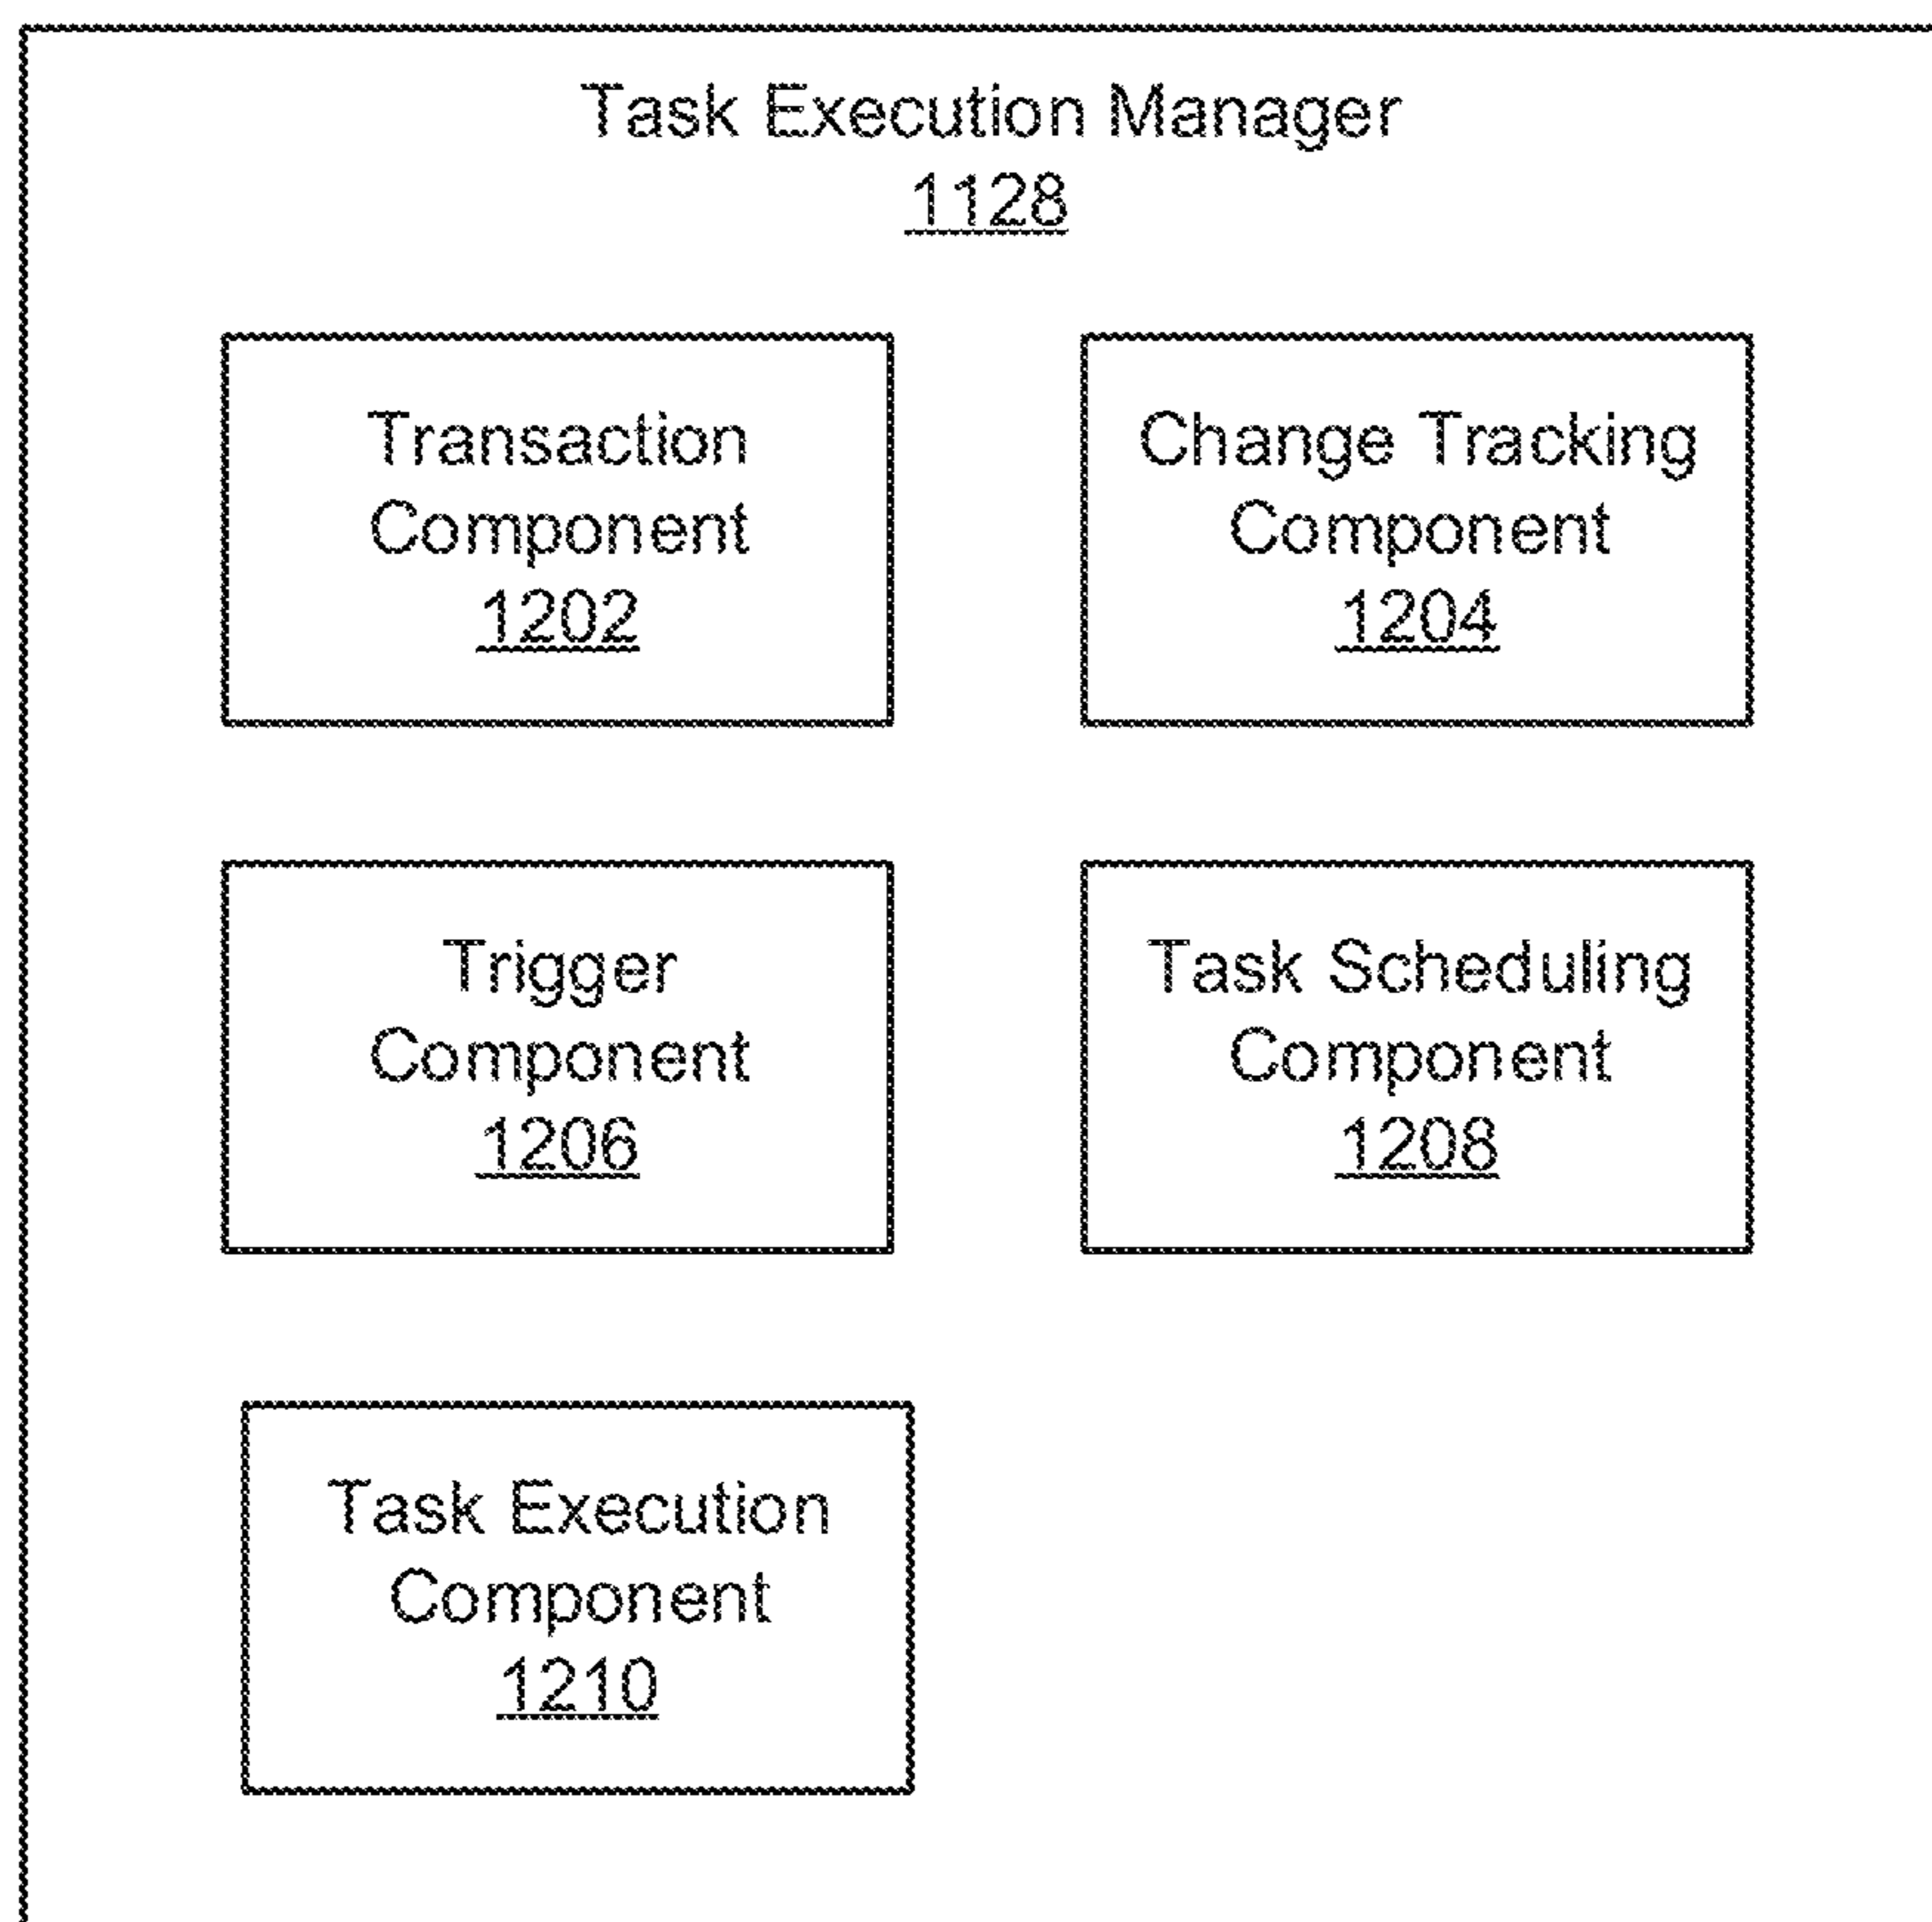 Task Execution Manager
1128
Transaction
Component
1202
Change Tracking
Component
1204
Trigger
Component
1206
Task Scheduling
Component
1208
Task Execution
Component
1210